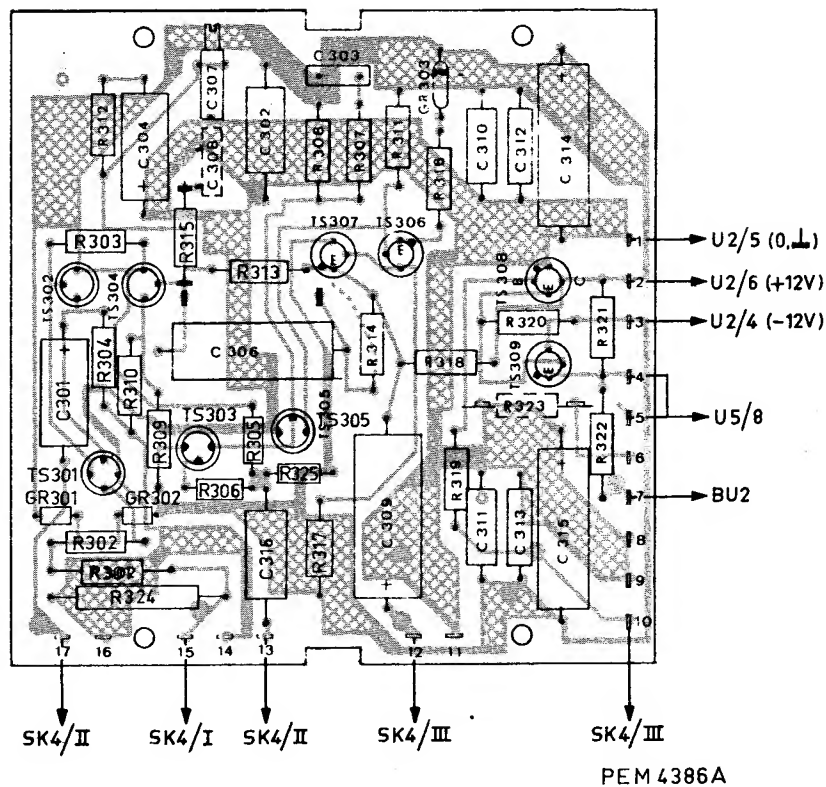 C303
C307
GR303
R312
C304
C308
C302
R308
R307
R311
R316
C310
C312
C314
TS307
TS306
R303
R315
R313
E
E
TS308
B
C
E
1
U2/5 (0,⊥)
2
U2/6 (+12V)
3
U2/4 (-12V)
TS302
TS304
R304
R310
C306
R314
R318
R320
R321
TS309
E
4
C301
R309
TS303
R305
TS305
S305
R323
5
U5/8
R322
6
TS301
R306
R325
R319
7
BU2
GR301
GR302
R302
C316
R317
C309
C311
C313
C315
8
9
R324
10
17
16
15
14
13
12
11
SK4/II
SK4/I
SK4/II
SK4/III
SK4/III
PEM 4386A